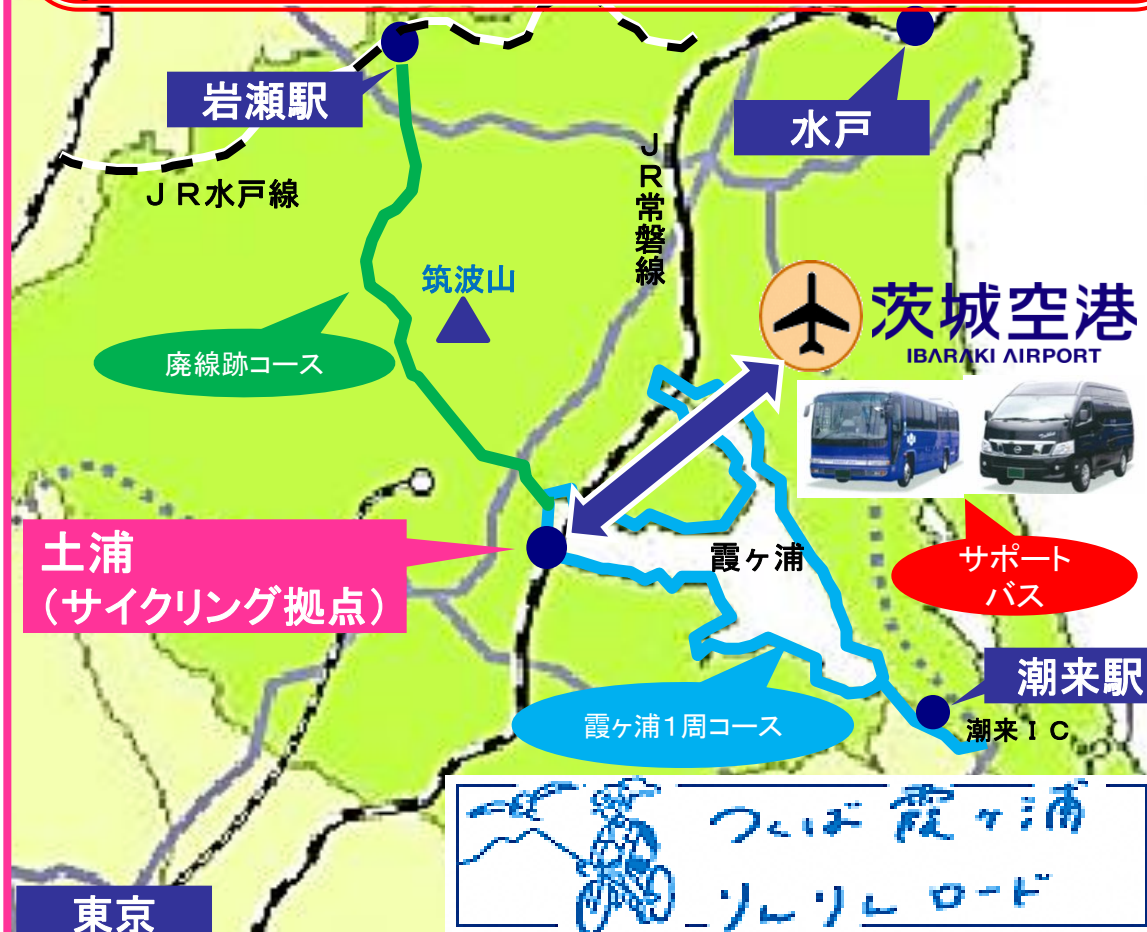 岩瀬駅
水戸
JR水戸線
JR常磐線
筑波山
茨城空港
IBARAKI AIRPORT
廃線跡コース
土浦
（サイクリング拠点）
霞ヶ浦
サポート
バス
潮来駅
霞ヶ浦1周コース
潮来IC
つくば霞ヶ浦
りんりんロード
東京